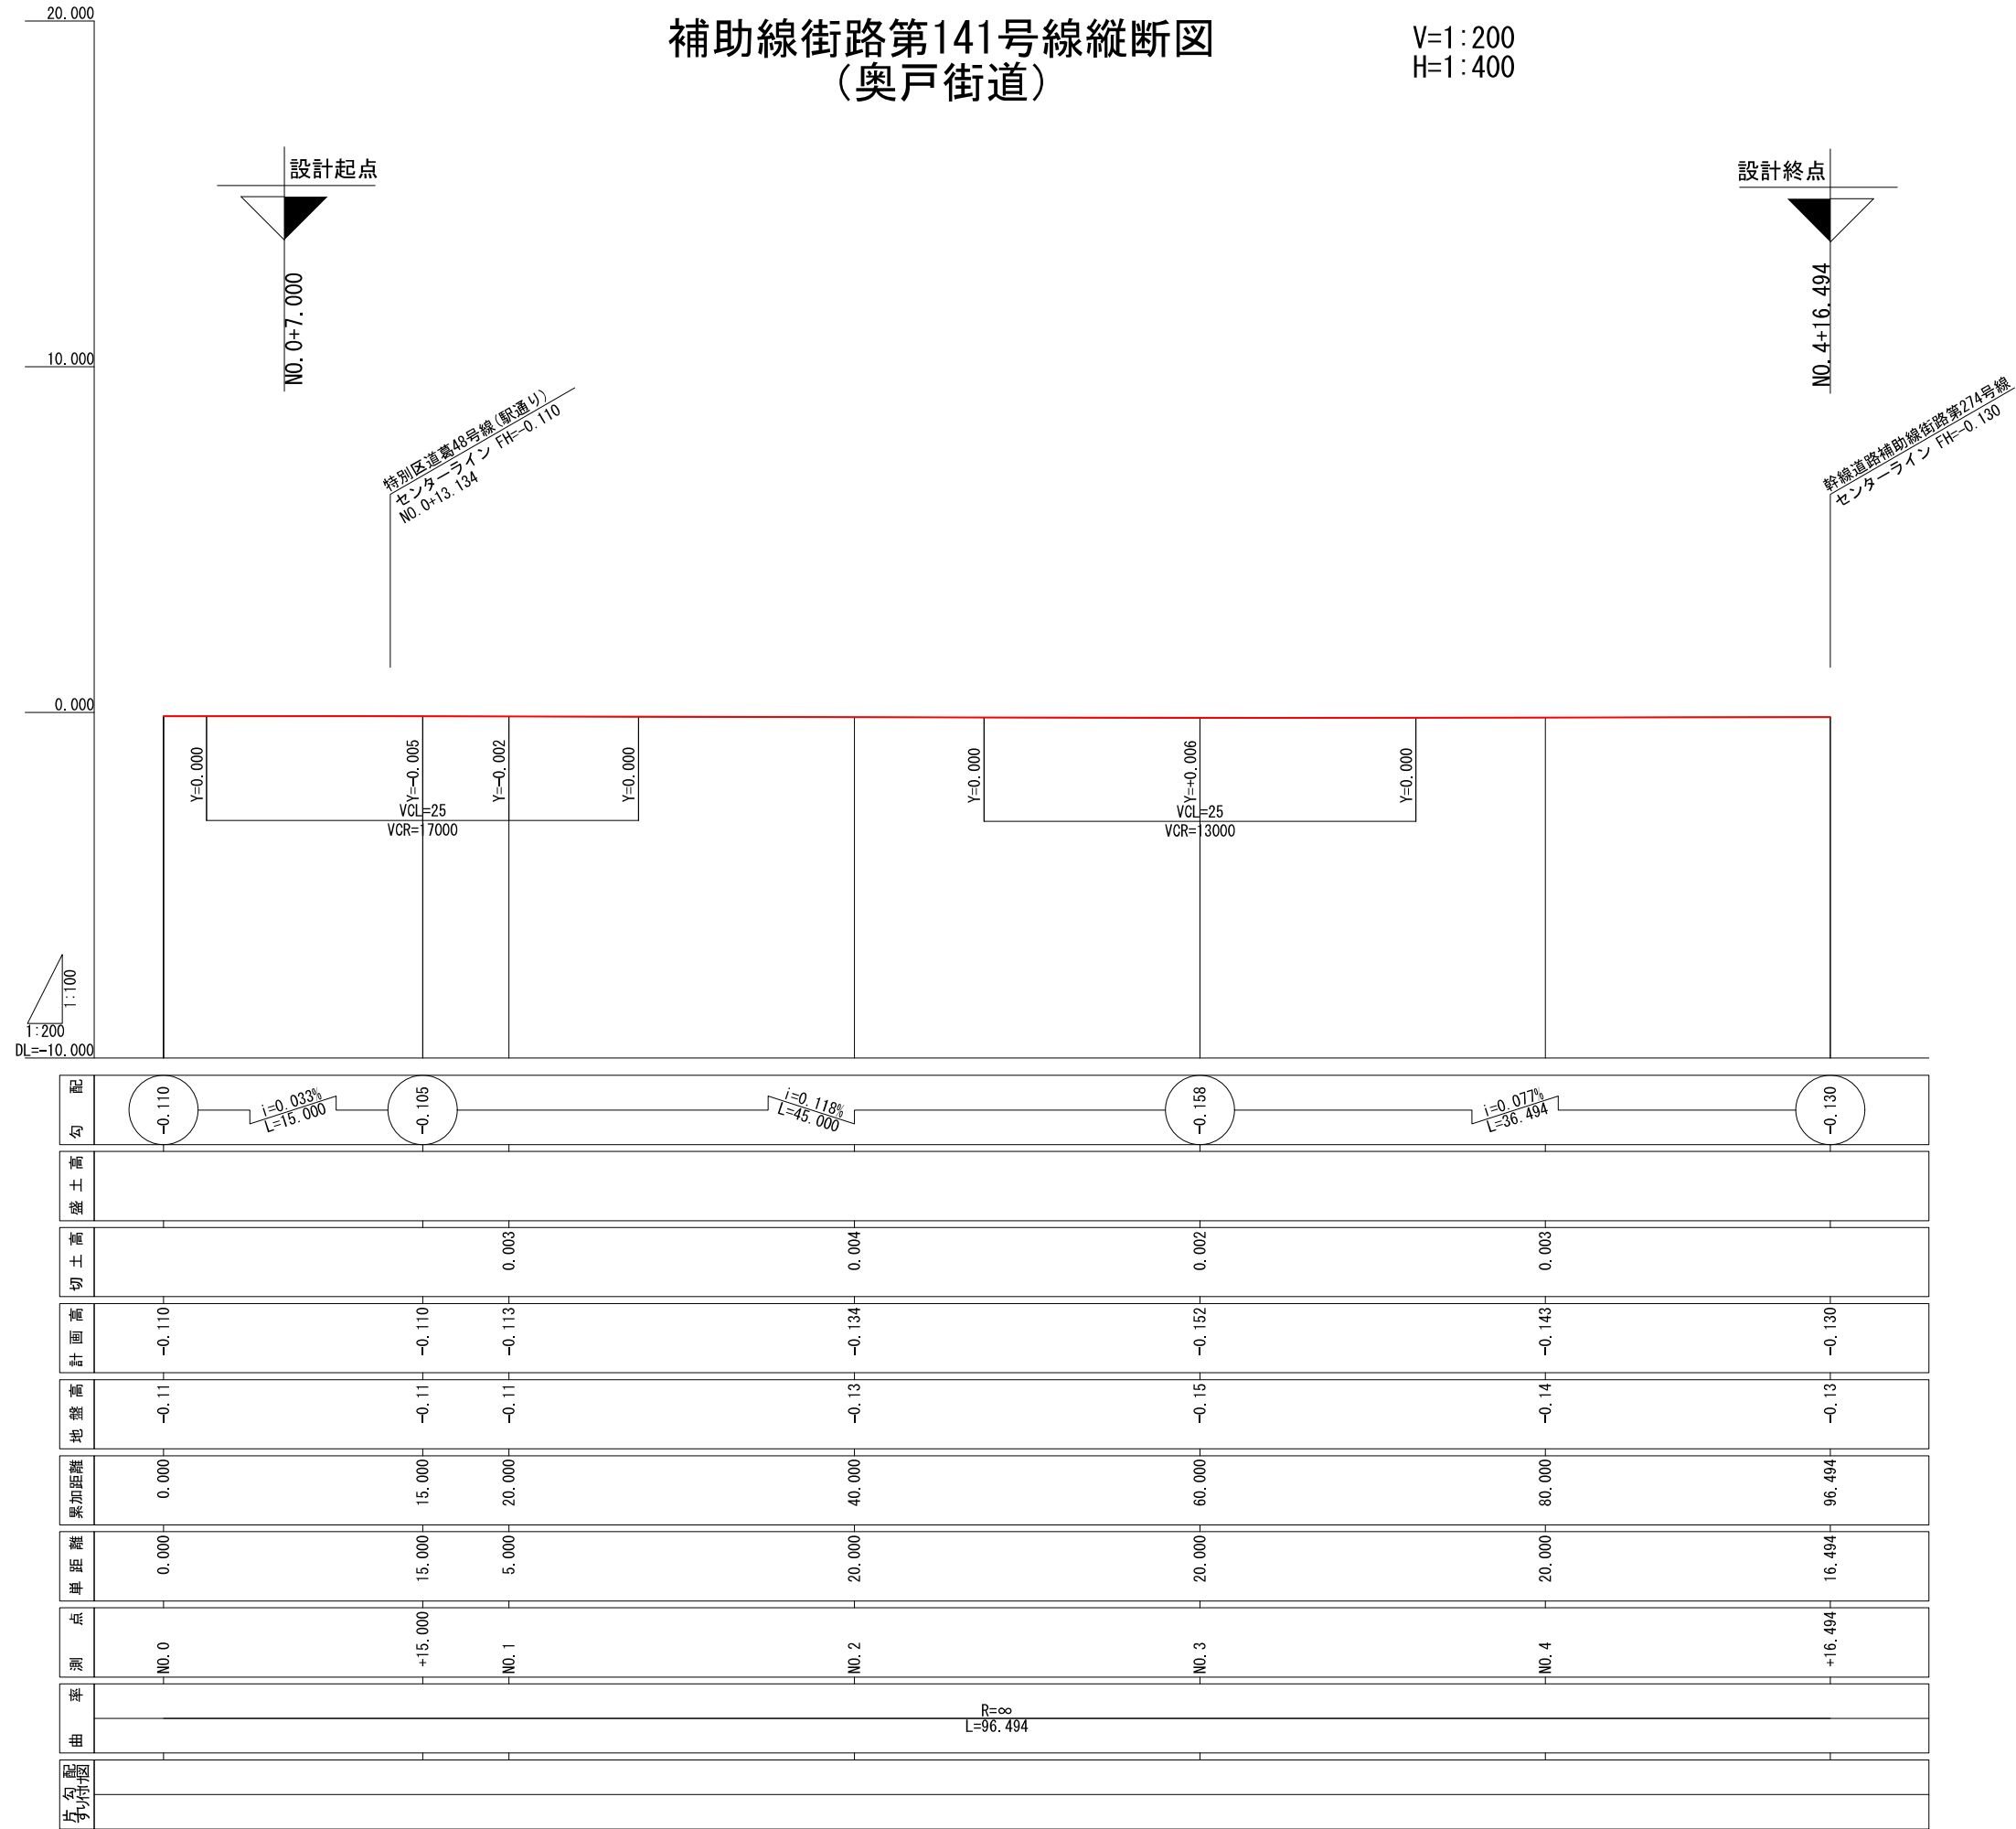 補助線街路第141号線縦断図
（奥戸街道）
V=1:200
H=1:400
20.000
10.000
0.000
DL=-10.000
1:100
1:200
設計起点
NO.0+7.000
設計終点
NO.4+16.494
特別区道葛48号線(駅通り)
センターライン FH=-0.110
NO.0+13.134
幹線道路補助線街路第274号線
センターライン FH=-0.130
Y=0.000
Y=-0.005
Y=-0.002
Y=0.000
VCL=25
VCR=17000
Y=0.000
Y=+0.006
Y=0.000
VCL=25
VCR=13000
勾配
-0.110
i=0.033%
L=15.000
-0.105
i=0.118%
L=45.000
-0.158
i=0.077%
L=36.494
-0.130
盛土高
切土高
0.003
0.004
0.002
0.003
計画高
-0.110
-0.110
-0.113
-0.134
-0.152
-0.143
-0.130
地盤高
-0.11
-0.11
-0.11
-0.13
-0.15
-0.14
-0.13
累加距離
0.000
15.000
20.000
40.000
60.000
80.000
96.494
単距離
0.000
15.000
5.000
20.000
20.000
20.000
16.494
測点
NO.0
+15.000
NO.1
NO.2
NO.3
NO.4
+16.494
曲率
R=∞
L=96.494
片勾配
すり付図